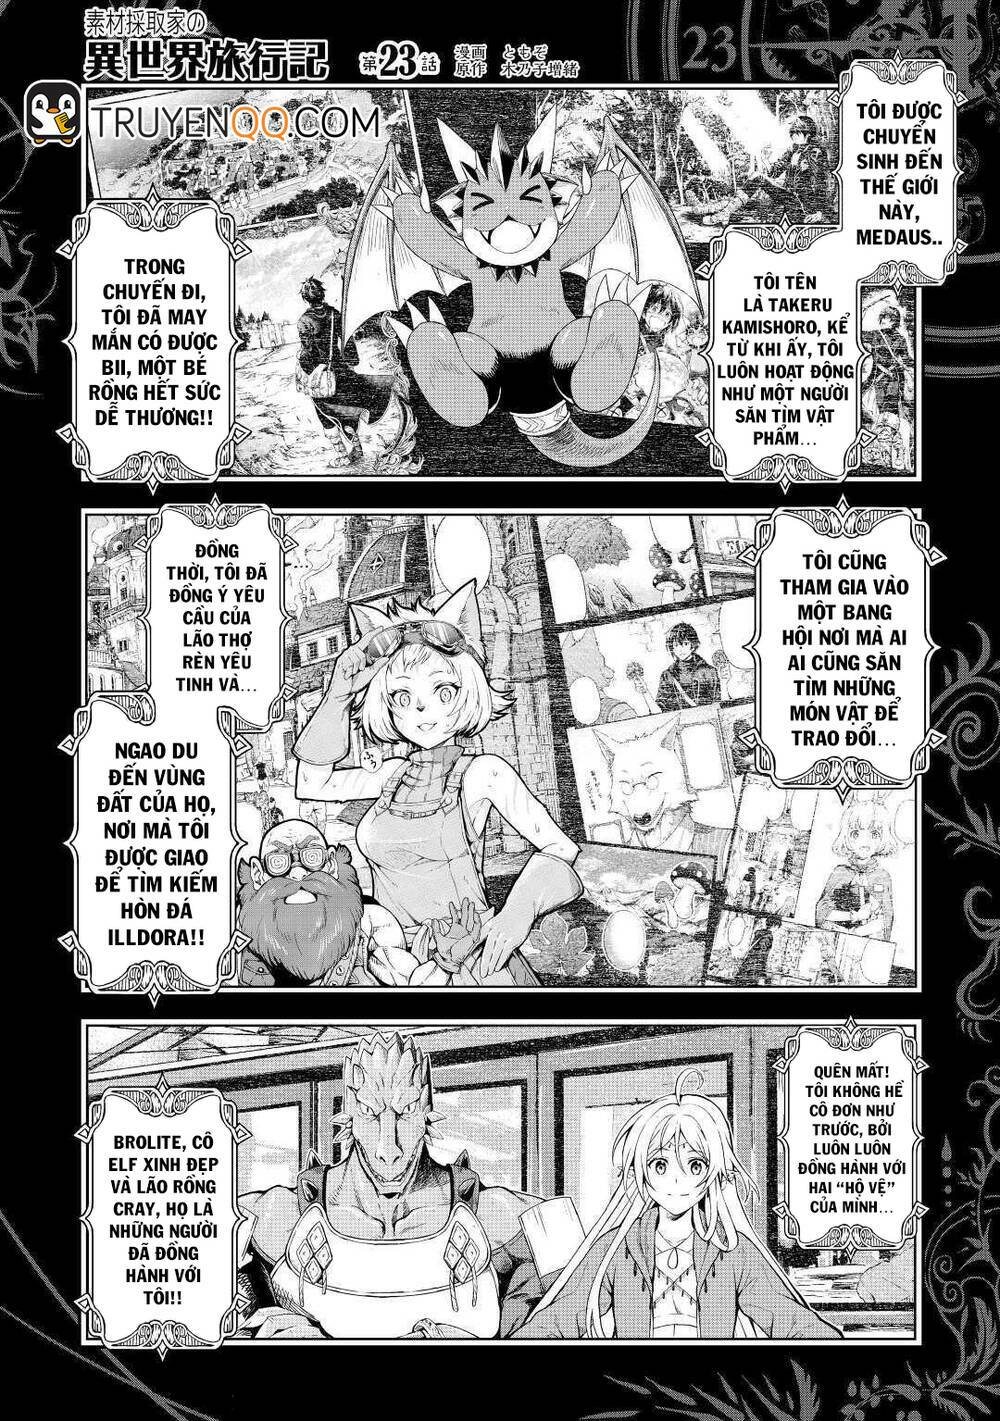 素材採取家の
異世界旅行記
第23話
漫画 ともぞ
原作 木乃子増緒
23
TRUYENQQ.COM
TÔI ĐƯỢC
CHUYỂN
SINH ĐẾN
THẾ GIỚI
NÀY,
MEDAUS..
TÔI TÊN
LÀ TAKERU
KAMISHORO, KỂ
TỪ KHI ẤY, TÔI
LUÔN HOẠT ĐỘNG
NHƯ MỘT NGƯỜI
SĂN TÌM VẬT
PHẨM...
TRONG
CHUYẾN ĐI,
TÔI ĐÃ MAY
MẮN CÓ ĐƯỢC
BII, MỘT BÉ
RỒNG HẾT SỨC
DỄ THƯƠNG!!
TÔI CŨNG
THAM GIA VÀO
MỘT BANG
HỘI NƠI MÀ AI
AI CŨNG SĂN
TÌM NHỮNG
MÓN VẬT ĐỂ
TRAO ĐỔI...
ĐỒNG
THỜI, TÔI ĐÃ
ĐỒNG Ý YÊU
CẦU CỦA
LÃO THỢ
RÈN YÊU
TINH VÀ...
NGAO DU
ĐẾN VÙNG
ĐẤT CỦA HỌ,
NƠI MÀ TÔI
ĐƯỢC GIAO
ĐỂ TÌM KIẾM
HÒN ĐÁ
ILLDORA!!
QUÊN MẤT!
TÔI KHÔNG HỀ
CÔ ĐƠN NHƯ
TRƯỚC, BỞI
LUÔN LUÔN
ĐỒNG HÀNH VỚI
HAI “HỘ VỆ”
CỦA MÌNH...
BROLITE, CÔ
ELF XINH ĐẸP
VÀ LÃO RỒNG
CRAY, HỌ LÀ
NHỮNG NGƯỜI
ĐÃ ĐỒNG
HÀNH VỚI
TÔI!!